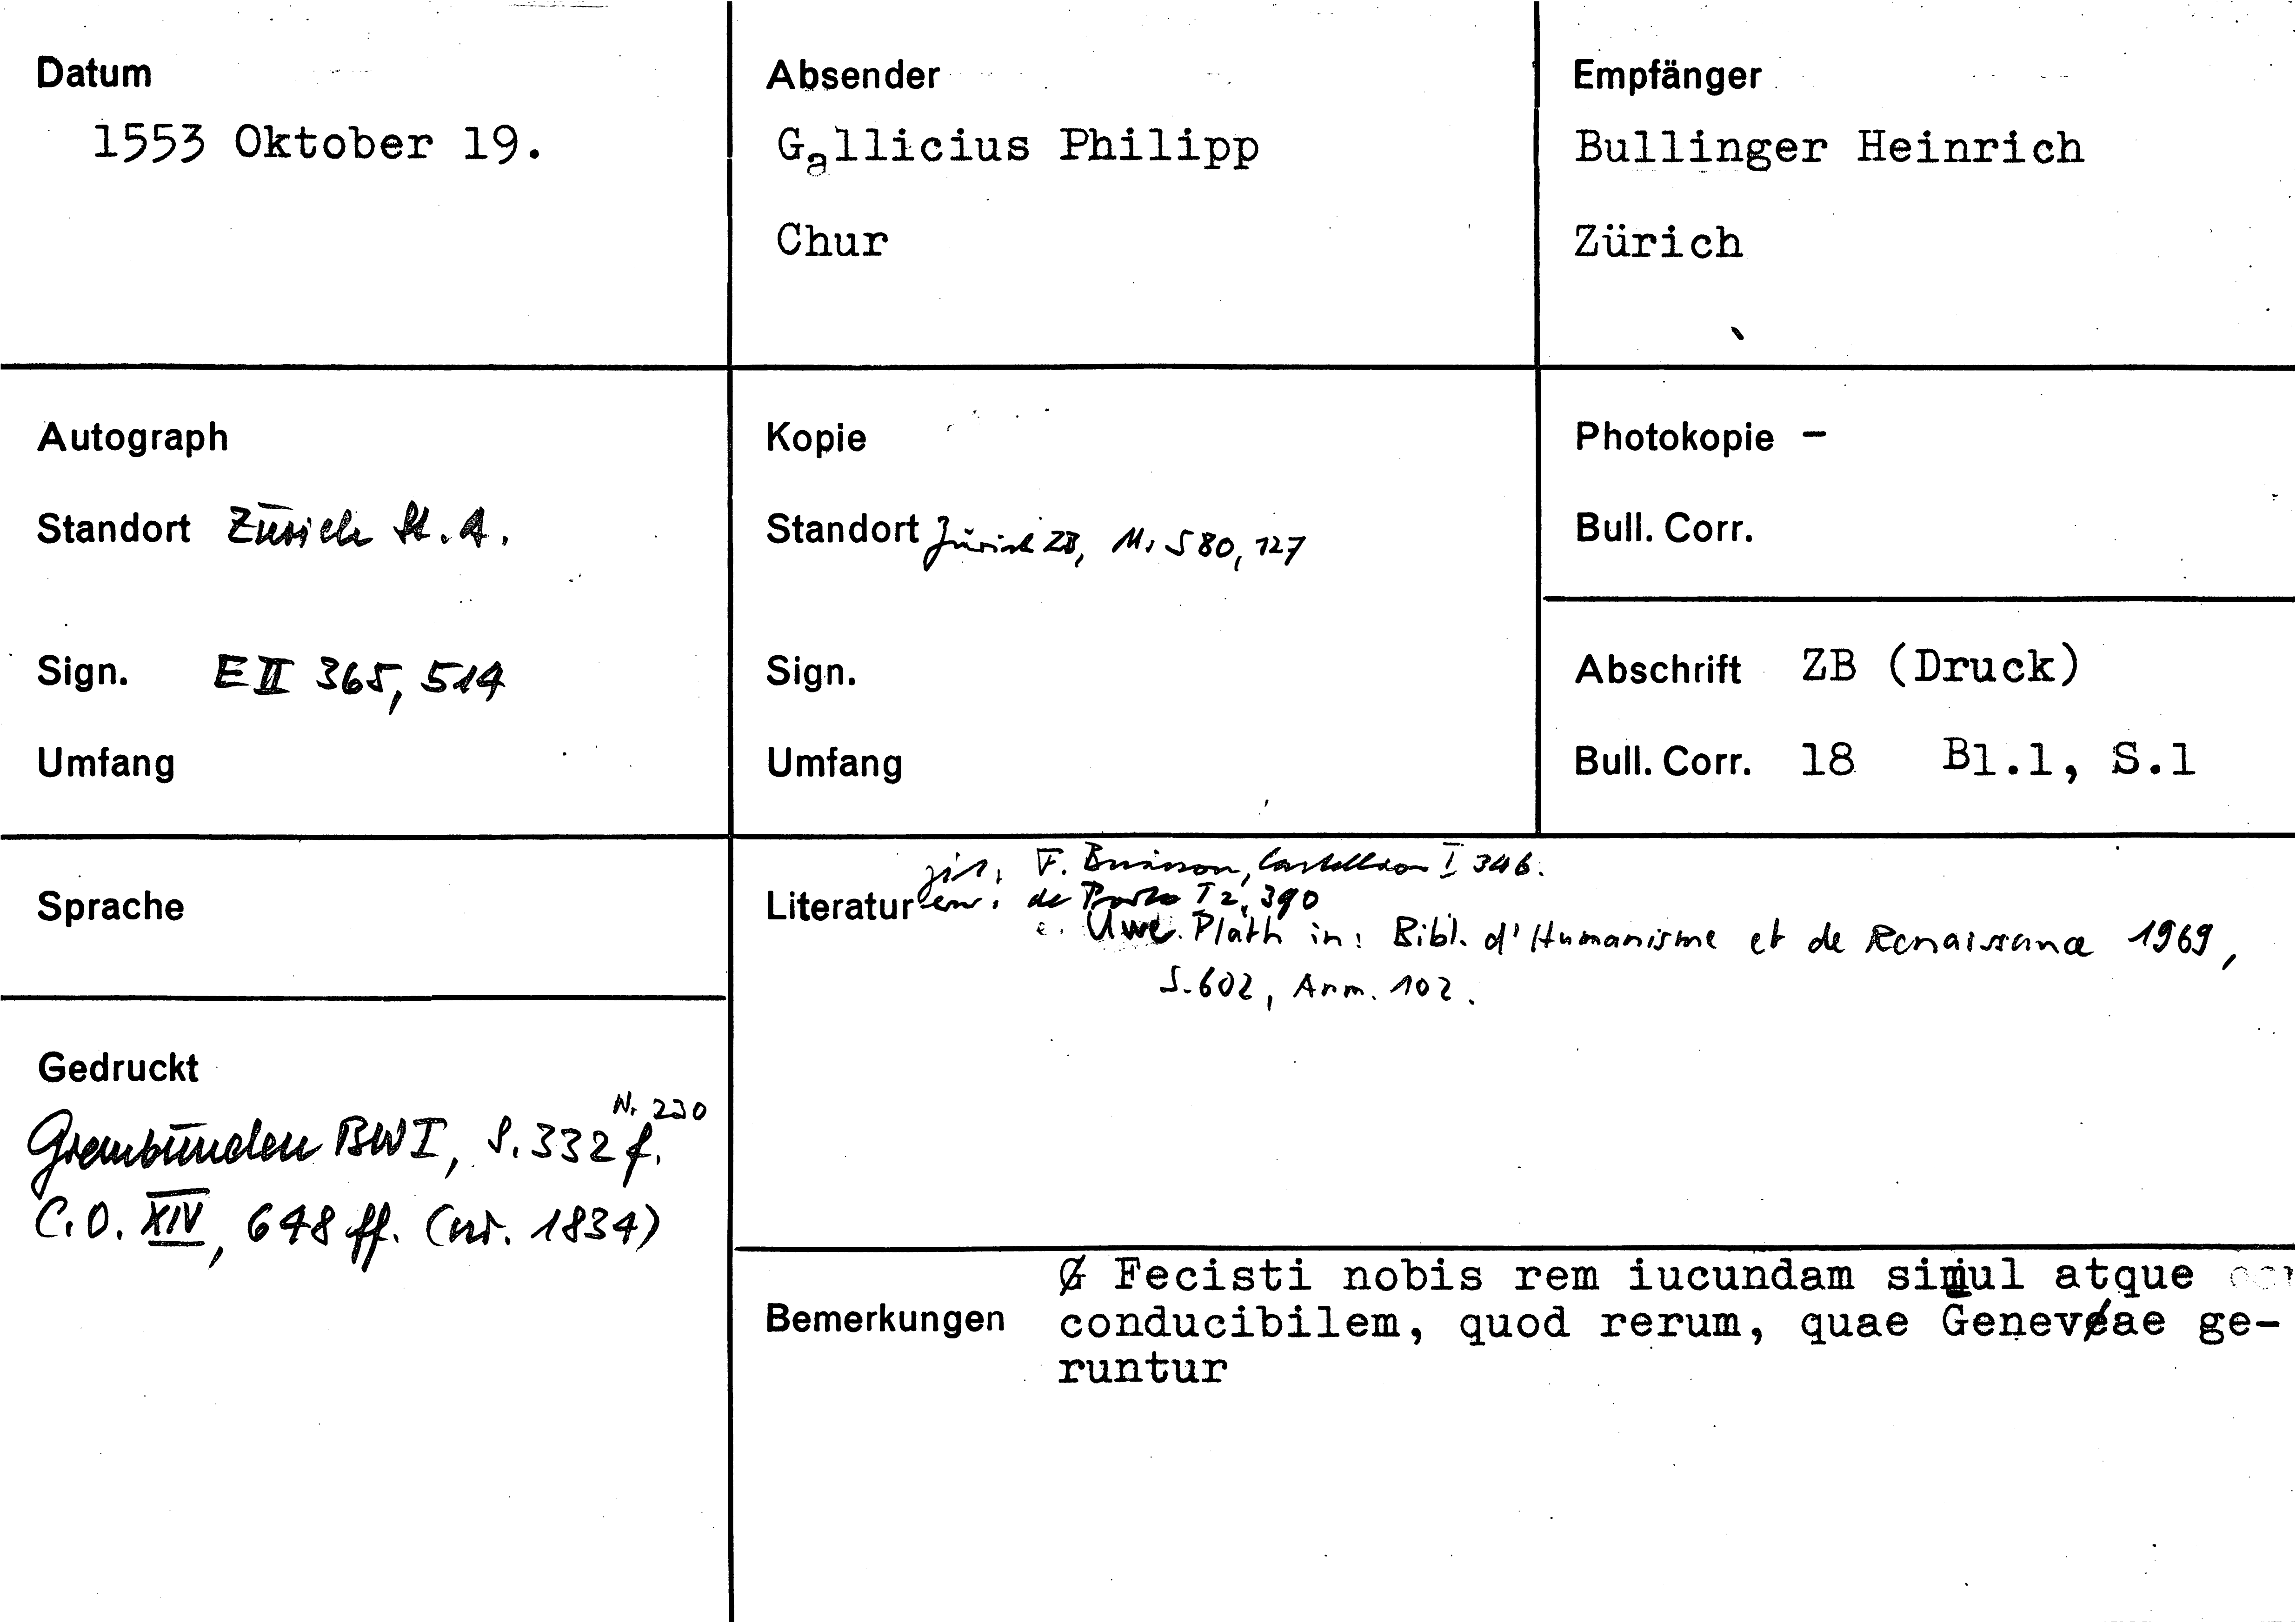 Datum
1553 Oktober 19.
Absender
Gallicius Philipp
Chur
Empfänger
Bullinger Heinrich
Zürich
Autograph
Standort Zürich St. A.
Sign. E II 365, 514
Umfang
Kopie
Standort Zürich ZB, Ms S 80, 127
Sign.
Umfang
Photokopie -
Bull. Corr.
Abschrift ZB (Druck)
Bull. Corr. 18 Bl.1, S.1
Sprache
Gedruckt
N. 230
Graubünden BW I, S. 332 f.
C.O. XIV, 648 ff. (nr. 1834)
Literatur
zit. F. Buisson, Castellion I 346.
de Porta I 2, 390
Uwe Plath in: Bibl. d'Humanisme et de Renaissance 1969,
S. 602, Anm. 102.
Bemerkungen
Fecisti nobis rem iucundam simul atque
conducibilem, quod rerum, quae Genevae ge-
runtur